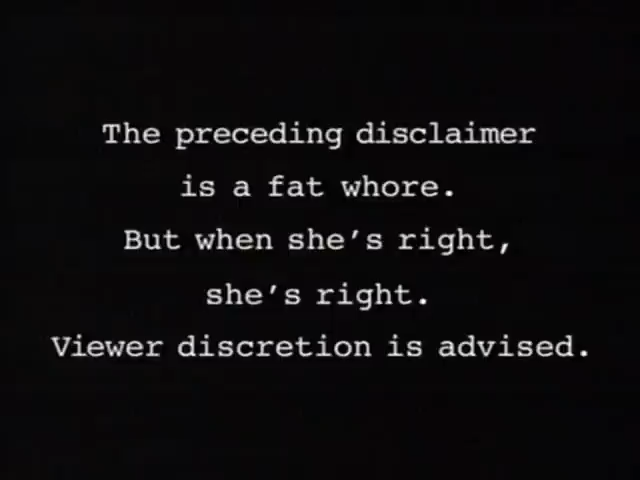 The preceding disclaimer
is a fat whore.
But when she's right,
she's right.
Viewer discretion is advised.